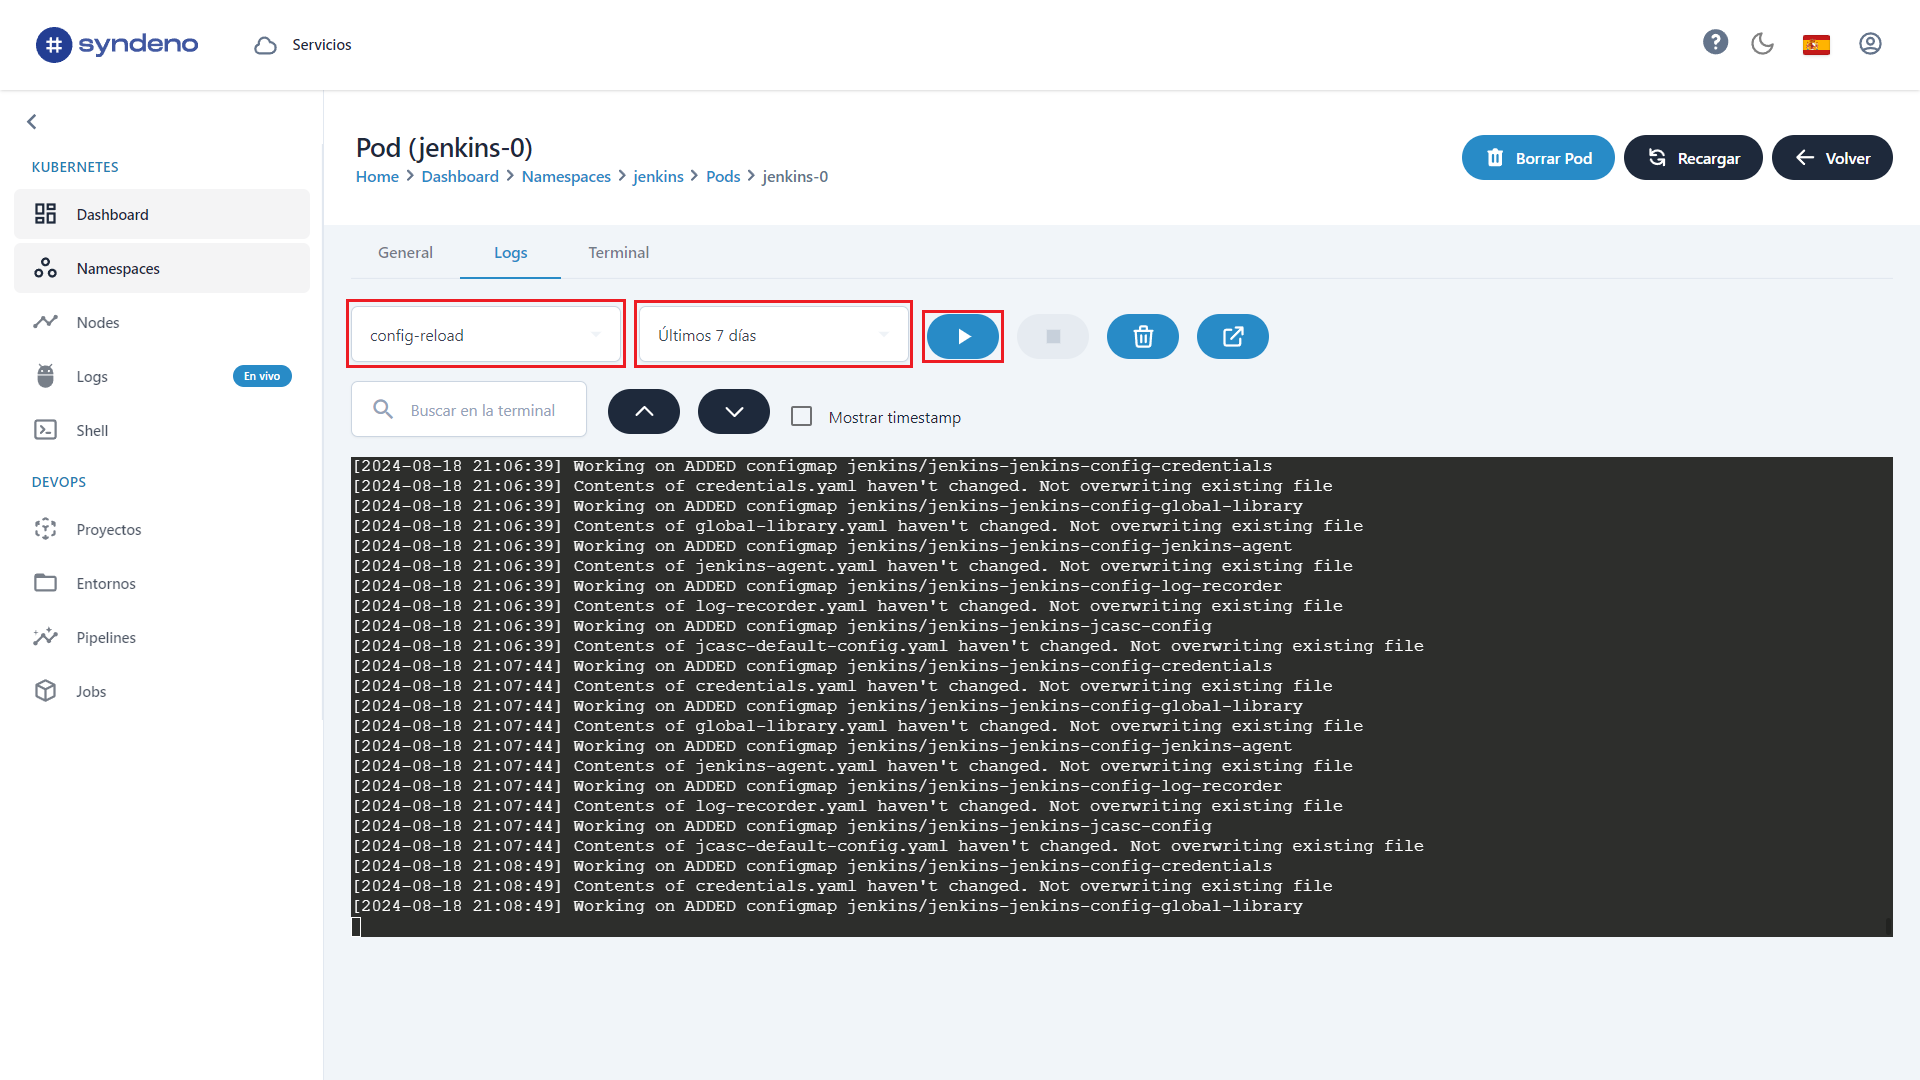 # syndeno
Servicios
KUBERNETES
Dashboard
Namespaces
Nodes
Logs
En vivo
Shell
DEVOPS
Proyectos
Entornos
Pipelines
Jobs
Pod (jenkins-0)
Home > Dashboard > Namespaces > jenkins > Pods > jenkins-0
Borrar Pod
Recargar
Volver
General
Logs
Terminal
config-reload
Últimos 7 días
Buscar en la terminal
Mostrar timestamp
[2024-08-18 21:06:39] Working on ADDED configmap jenkins/jenkins-jenkins-config-credentials
[2024-08-18 21:06:39] Contents of credentials.yaml haven't changed. Not overwriting existing file
[2024-08-18 21:06:39] Working on ADDED configmap jenkins/jenkins-jenkins-config-global-library
[2024-08-18 21:06:39] Contents of global-library.yaml haven't changed. Not overwriting existing file
[2024-08-18 21:06:39] Working on ADDED configmap jenkins/jenkins-jenkins-config-jenkins-agent
[2024-08-18 21:06:39] Contents of jenkins-agent.yaml haven't changed. Not overwriting existing file
[2024-08-18 21:06:39] Working on ADDED configmap jenkins/jenkins-jenkins-config-log-recorder
[2024-08-18 21:06:39] Contents of log-recorder.yaml haven't changed. Not overwriting existing file
[2024-08-18 21:06:39] Working on ADDED configmap jenkins/jenkins-jenkins-jcasc-config
[2024-08-18 21:06:39] Contents of jcasc-default-config.yaml haven't changed. Not overwriting existing file
[2024-08-18 21:07:44] Working on ADDED configmap jenkins/jenkins-jenkins-config-credentials
[2024-08-18 21:07:44] Contents of credentials.yaml haven't changed. Not overwriting existing file
[2024-08-18 21:07:44] Working on ADDED configmap jenkins/jenkins-jenkins-config-global-library
[2024-08-18 21:07:44] Contents of global-library.yaml haven't changed. Not overwriting existing file
[2024-08-18 21:07:44] Working on ADDED configmap jenkins/jenkins-jenkins-config-jenkins-agent
[2024-08-18 21:07:44] Contents of jenkins-agent.yaml haven't changed. Not overwriting existing file
[2024-08-18 21:07:44] Working on ADDED configmap jenkins/jenkins-jenkins-config-log-recorder
[2024-08-18 21:07:44] Contents of log-recorder.yaml haven't changed. Not overwriting existing file
[2024-08-18 21:07:44] Working on ADDED configmap jenkins/jenkins-jenkins-jcasc-config
[2024-08-18 21:07:44] Contents of jcasc-default-config.yaml haven't changed. Not overwriting existing file
[2024-08-18 21:08:49] Working on ADDED configmap jenkins/jenkins-jenkins-config-credentials
[2024-08-18 21:08:49] Contents of credentials.yaml haven't changed. Not overwriting existing file
[2024-08-18 21:08:49] Working on ADDED configmap jenkins/jenkins-jenkins-config-global-library